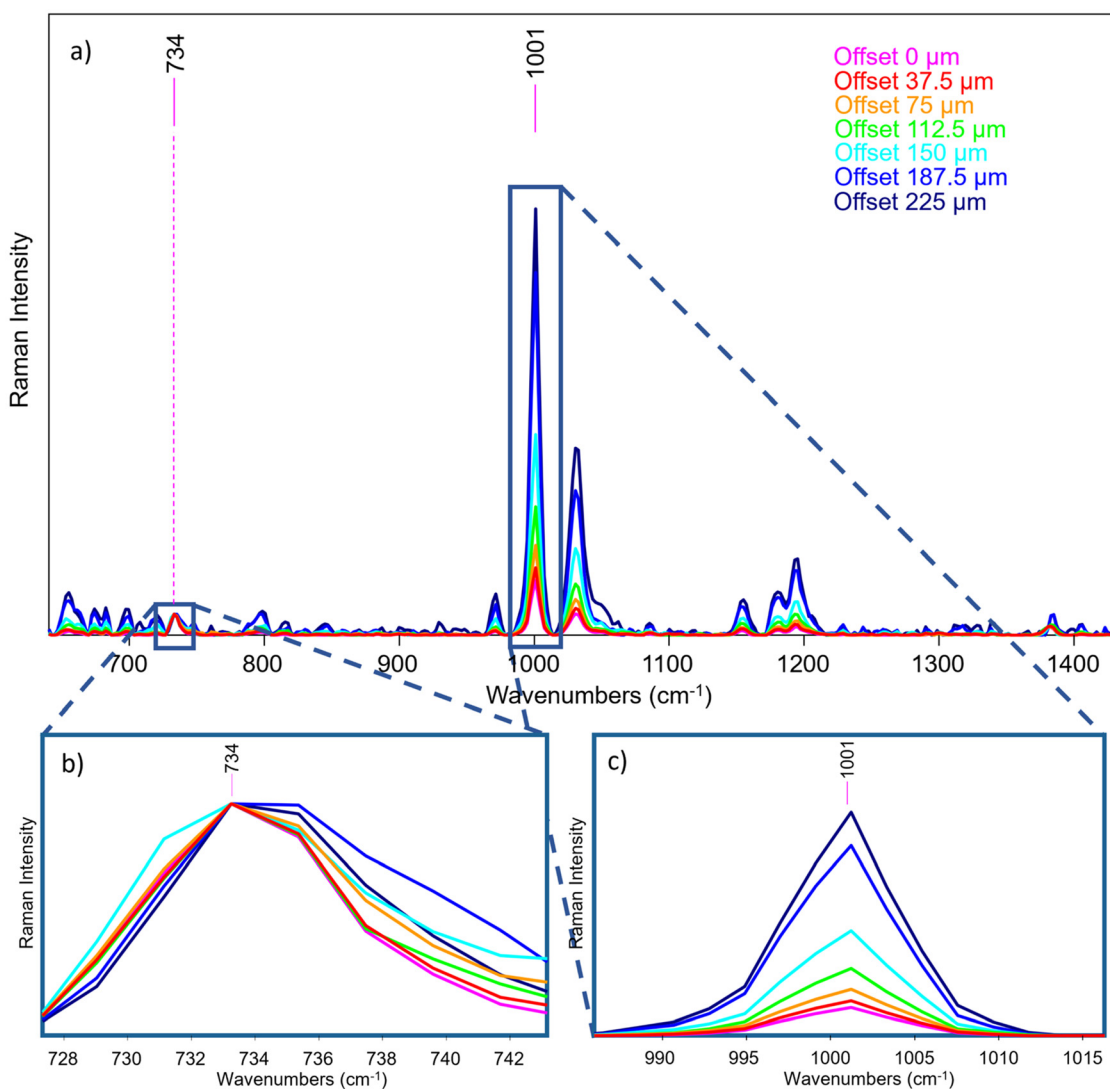 a)
734
1001
Offset 0 µm
Offset 37.5 µm
Offset 75 µm
Offset 112.5 µm
Offset 150 µm
Offset 187.5 µm
Offset 225 µm
Raman Intensity
700 800 900 1000 1100 1200 1300 1400
Wavenumbers (cm⁻¹)
b)
734
Raman Intensity
728 730 732 734 736 738 740 742
Wavenumbers (cm⁻¹)
c)
1001
Raman Intensity
990 995 1000 1005 1010 1015
Wavenumbers (cm⁻¹)